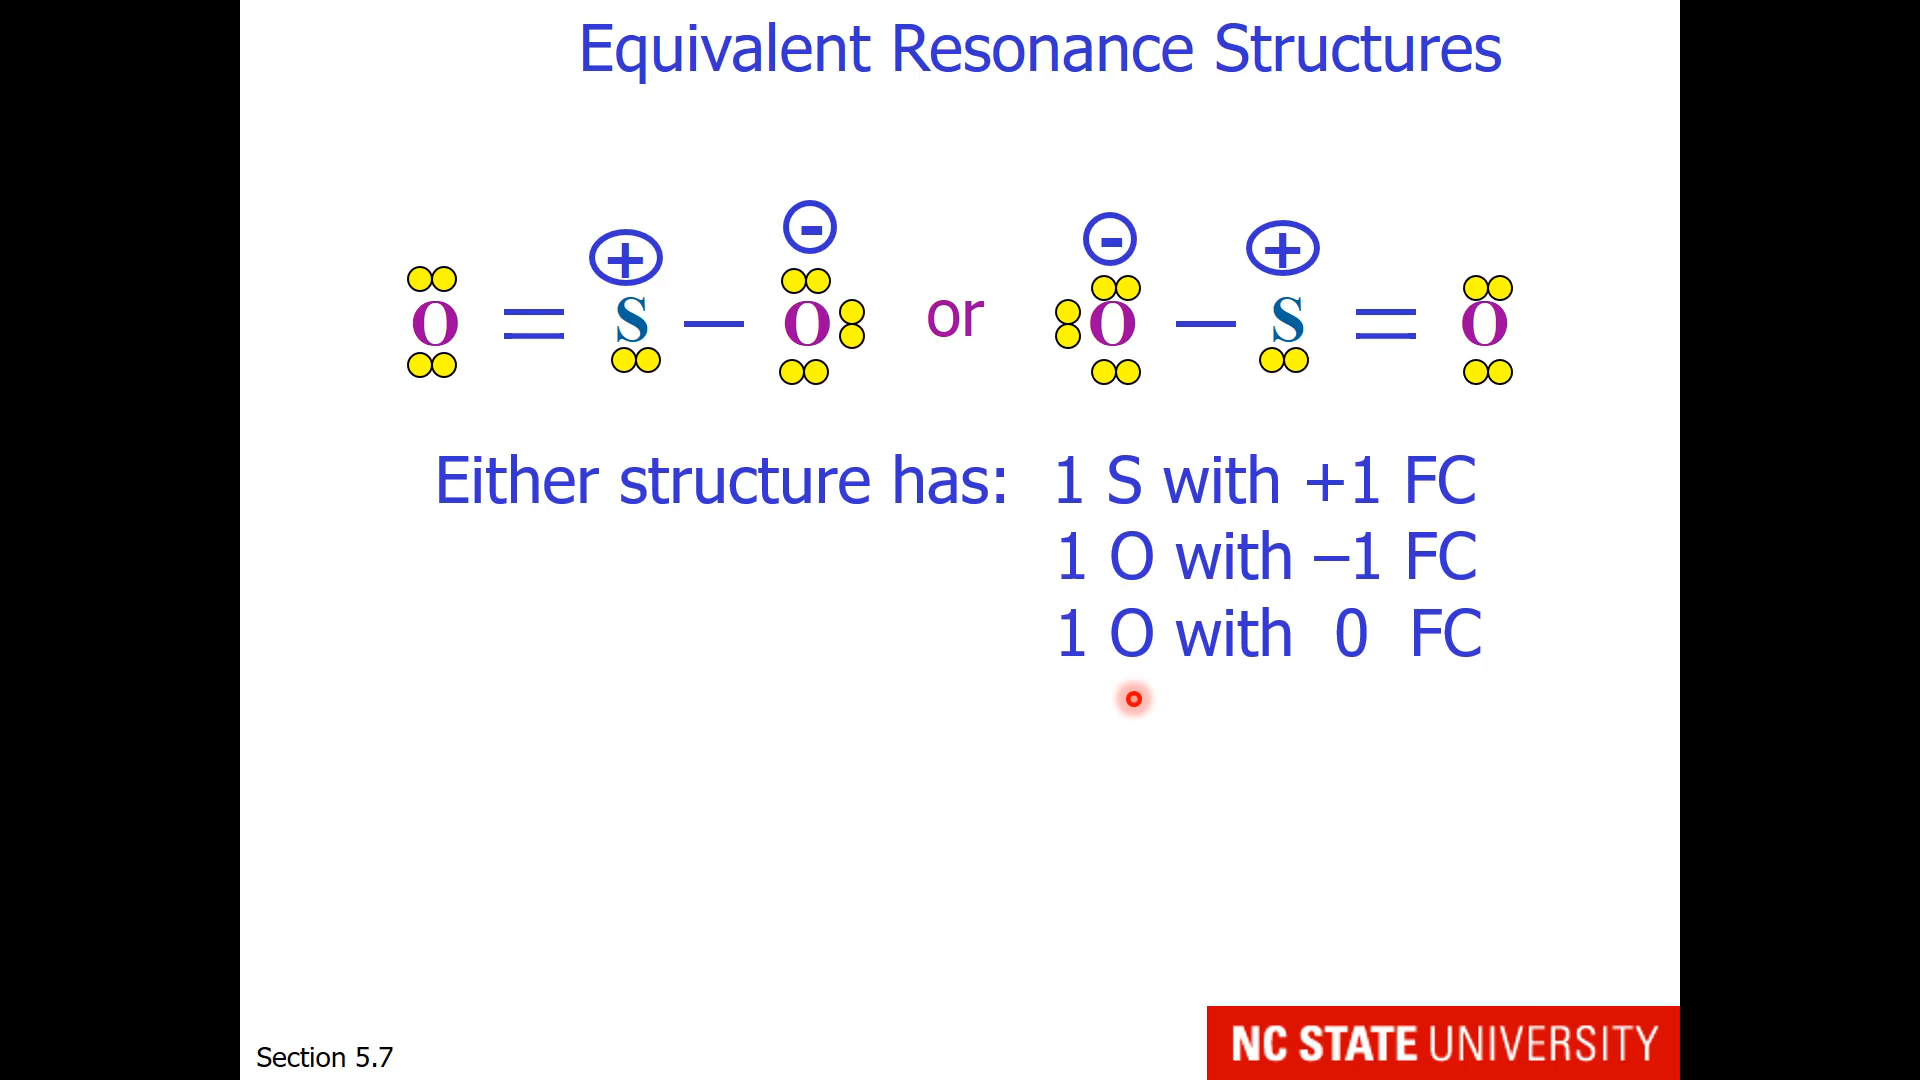 Equivalent Resonance Structures
+ - - +
O = S — O or O — S = O
Either structure has: 1 S with +1 FC
1 O with –1 FC
1 O with 0 FC
Section 5.7
NC STATE UNIVERSITY